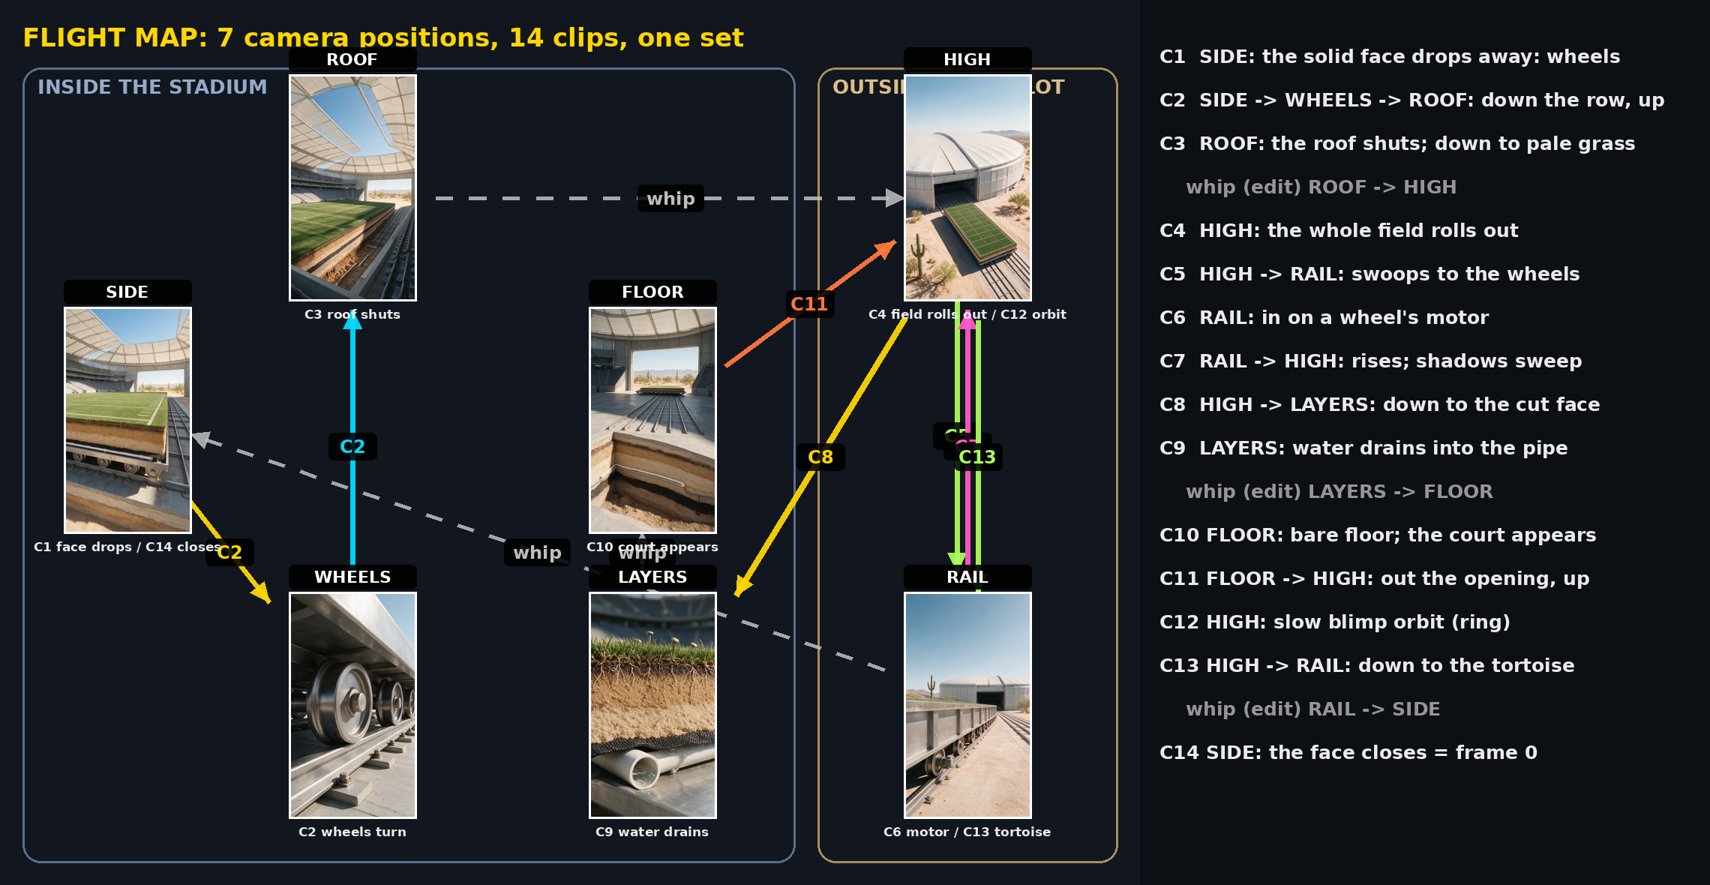 FLIGHT MAP: 7 camera positions, 14 clips, one set
INSIDE THE STADIUM
ROOF
C3 roof shuts
whip
HIGH
C4 field rolls out / C12 orbit
SIDE
C1 face drops / C14 closes
C2
C2
FLOOR
C10 court appears
C11
C8
C13
whip
whip
WHEELS
C2 wheels turn
LAYERS
C9 water drains
RAIL
C6 motor / C13 tortoise
C1 SIDE: the solid face drops away: wheels
C2 SIDE -> WHEELS -> ROOF: down the row, up
C3 ROOF: the roof shuts; down to pale grass
whip (edit) ROOF -> HIGH
C4 HIGH: the whole field rolls out
C5 HIGH -> RAIL: swoops to the wheels
C6 RAIL: in on a wheel's motor
C7 RAIL -> HIGH: rises; shadows sweep
C8 HIGH -> LAYERS: down to the cut face
C9 LAYERS: water drains into the pipe
whip (edit) LAYERS -> FLOOR
C10 FLOOR: bare floor; the court appears
C11 FLOOR -> HIGH: out the opening, up
C12 HIGH: slow blimp orbit (ring)
C13 HIGH -> RAIL: down to the tortoise
whip (edit) RAIL -> SIDE
C14 SIDE: the face closes = frame 0